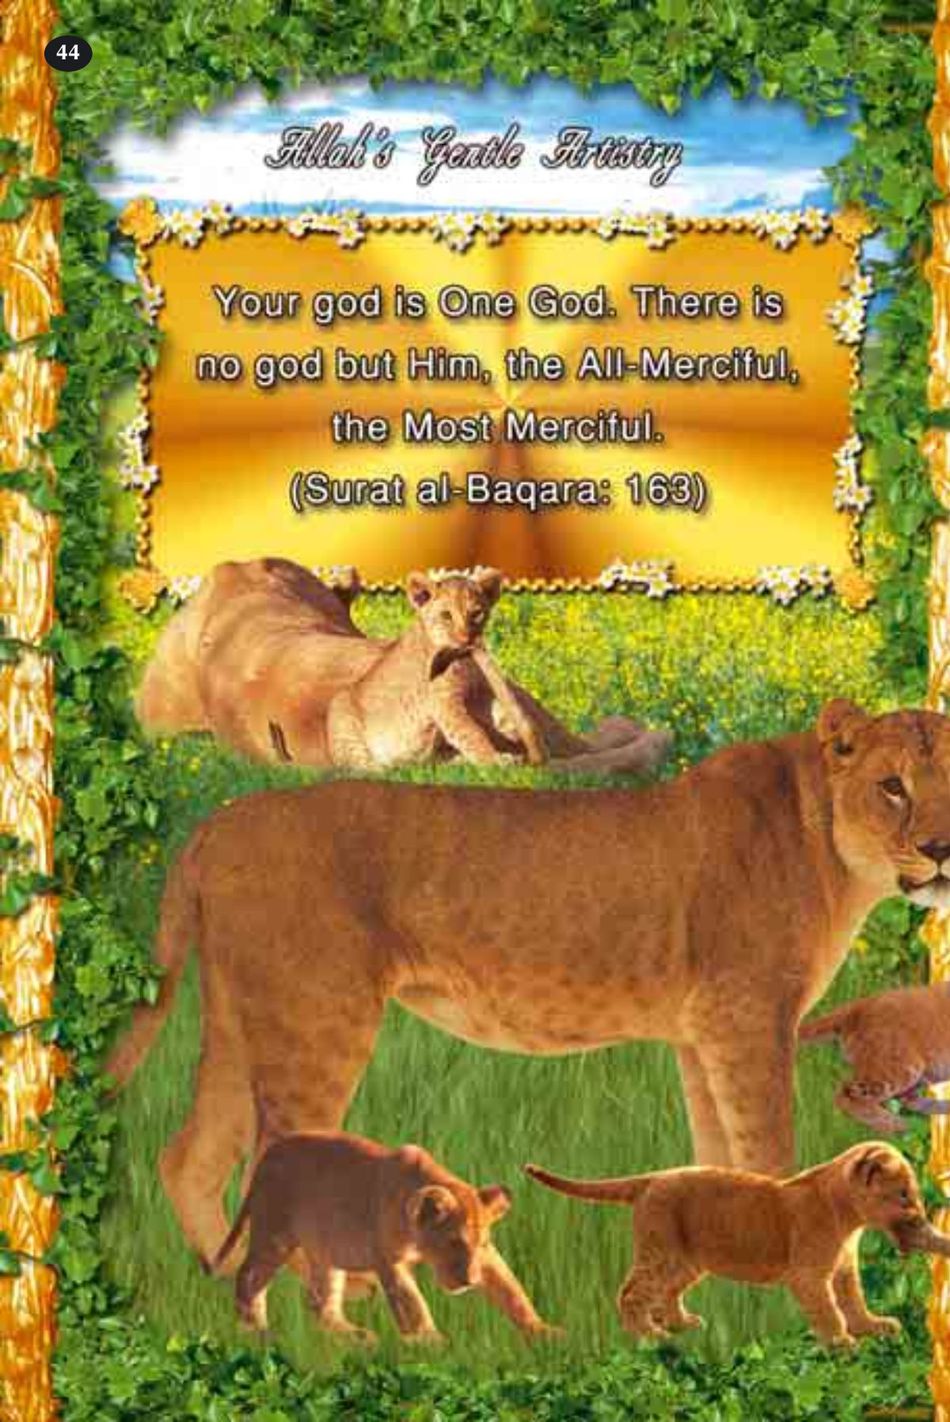 44
Allah's Gentle Artistry
Your god is One God. There is
no god but Him, the All-Merciful,
the Most Merciful.
(Surat al-Baqara: 163)